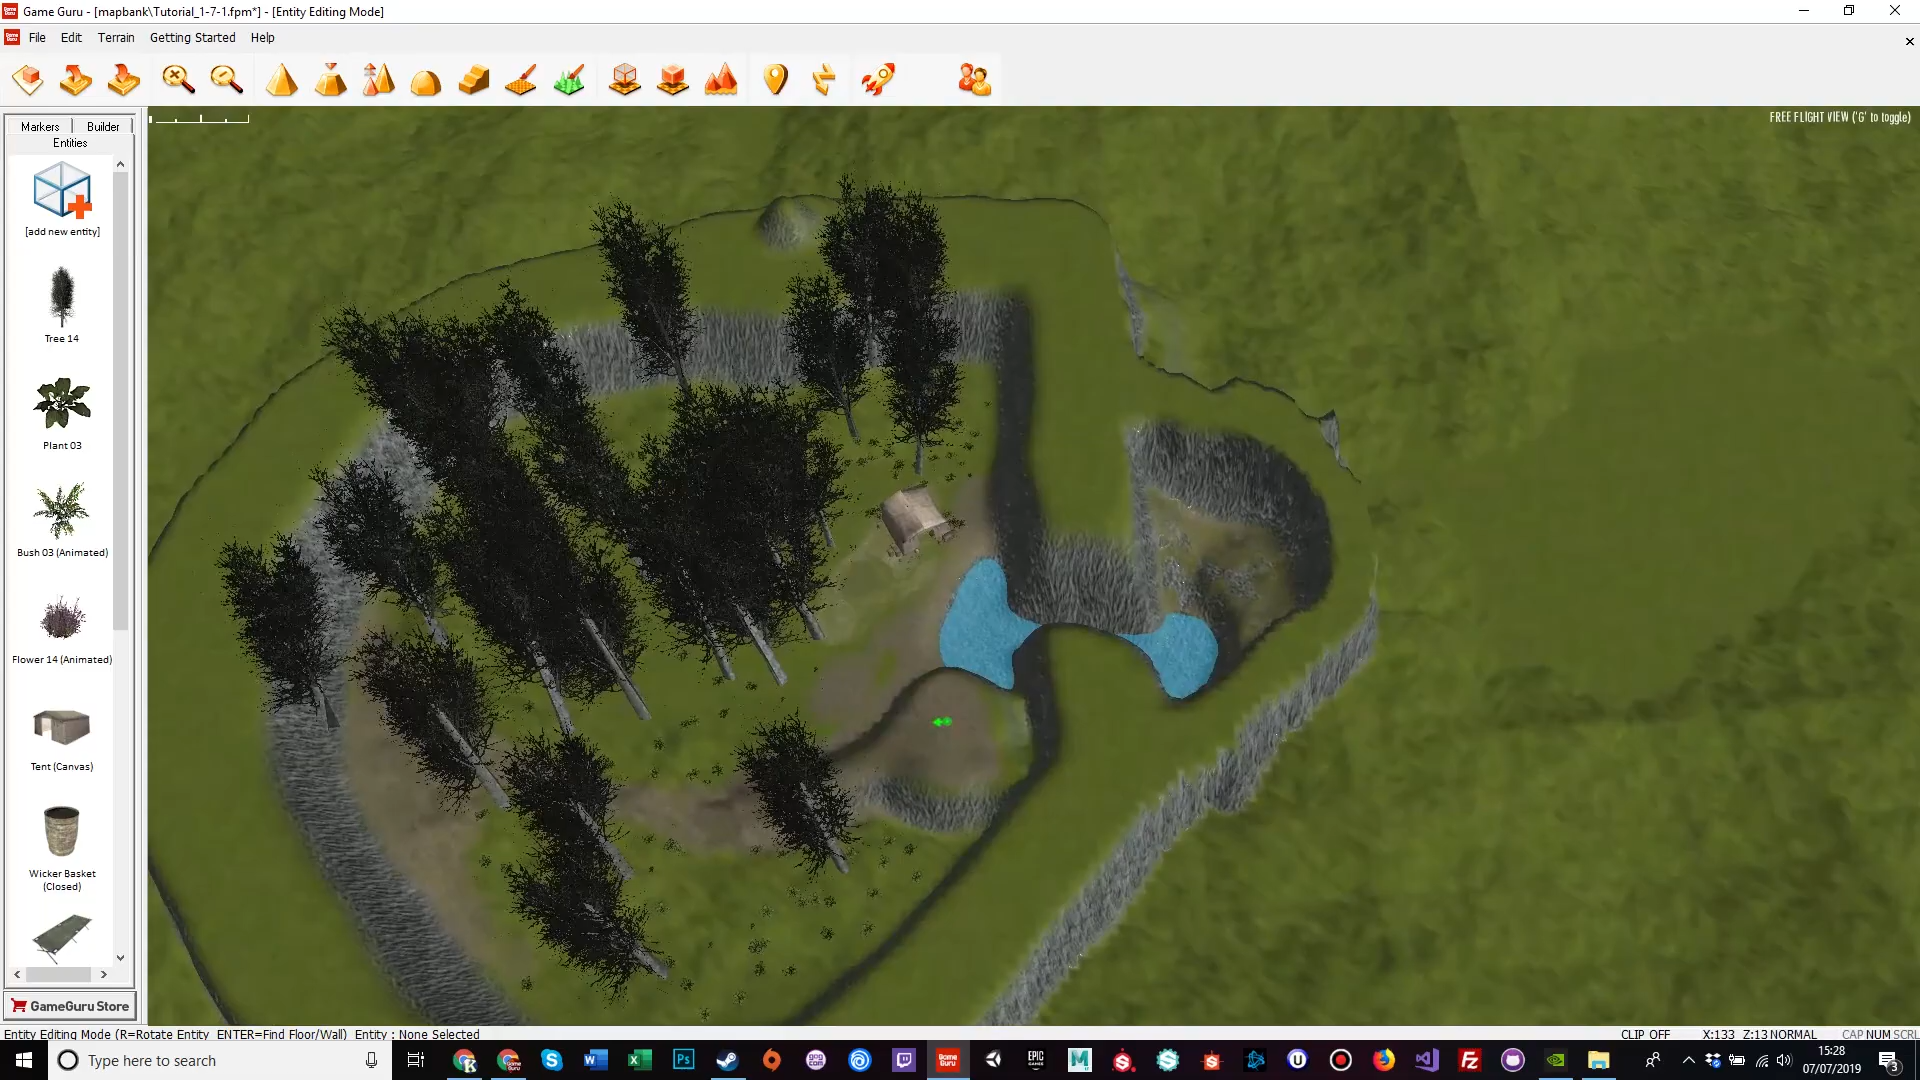 Game Guru - [mapbank\Tutorial_1-7-1.fpm*] - [Entity Editing Mode]
File Edit Terrain Getting Started Help
FREE FLIGHT VIEW ('G' to toggle)
Markers Builder
Entities
[add new entity]
Tree 14
Plant 03
Bush 03 (Animated)
Flower 14 (Animated)
Tent (Canvas)
Wicker Basket
(Closed)
GameGuru Store
Entity Editing Mode (R=Rotate Entity ENTER=Find Floor/Wall) Entity : None Selected
CLIP OFF X:133 Z:13 NORMAL CAP NUM SCRL
Type here to search
15:28
07/07/2019
3